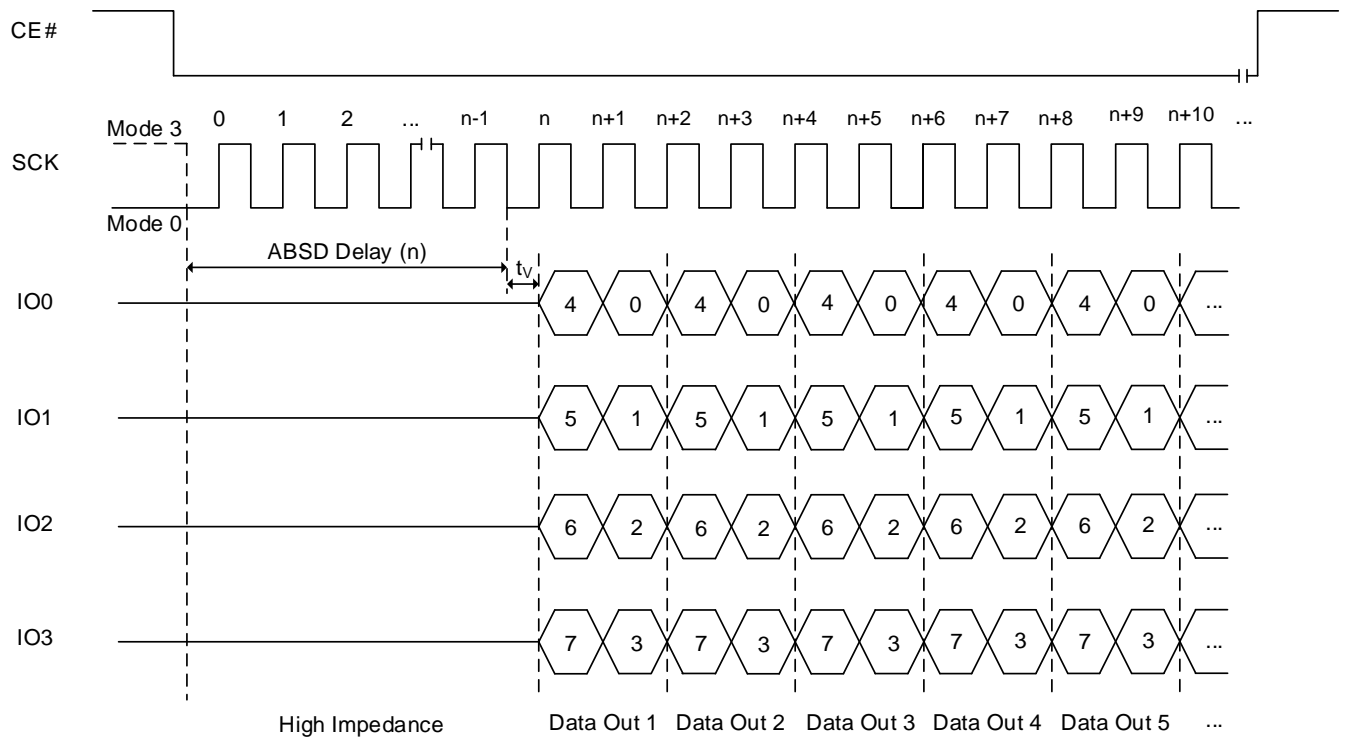 CE#
0 1 2 ... n-1 n n+1 n+2 n+3 n+4 n+5 n+6 n+7 n+8 n+9 n+10 ...
Mode 3
SCK
Mode 0
ABSD Delay (n)
tV
IO0 4 0 4 0 4 0 4 0 4 0 ...
IO1 5 1 5 1 5 1 5 1 5 1 ...
IO2 6 2 6 2 6 2 6 2 6 2 ...
IO3 7 3 7 3 7 3 7 3 7 3 ...
High Impedance Data Out 1 Data Out 2 Data Out 3 Data Out 4 Data Out 5 ...